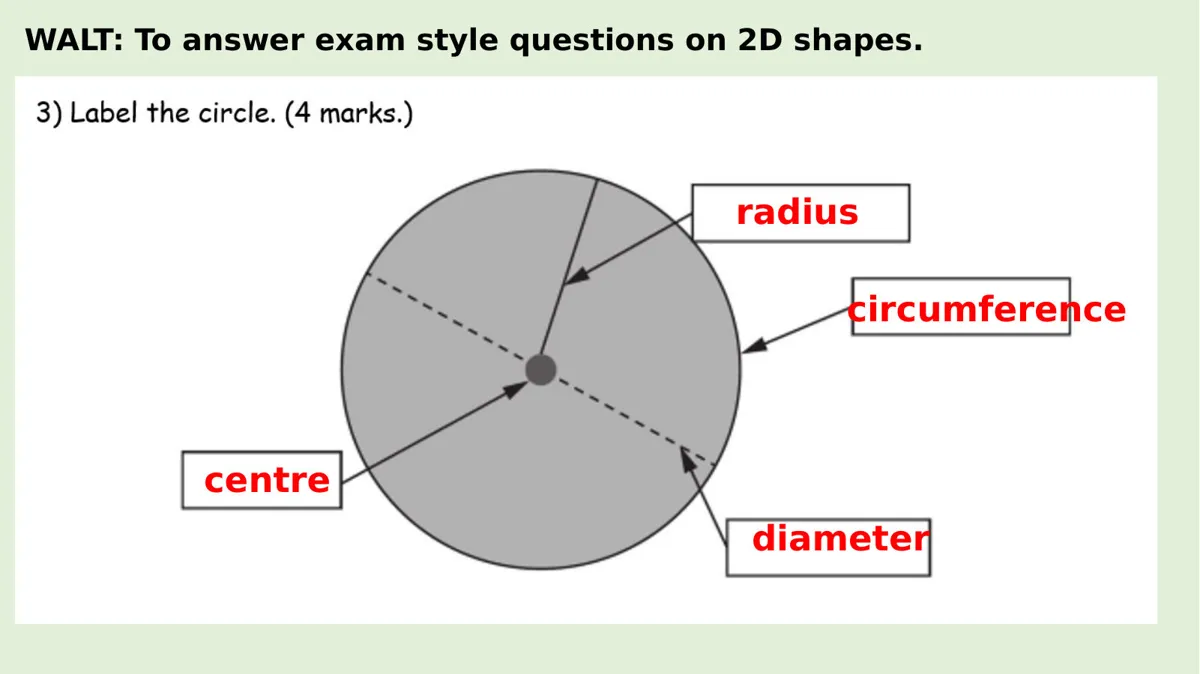 WALT: To answer exam style questions on 2D shapes.
3) Label the circle. (4 marks.)
radius
circumference
centre
diameter